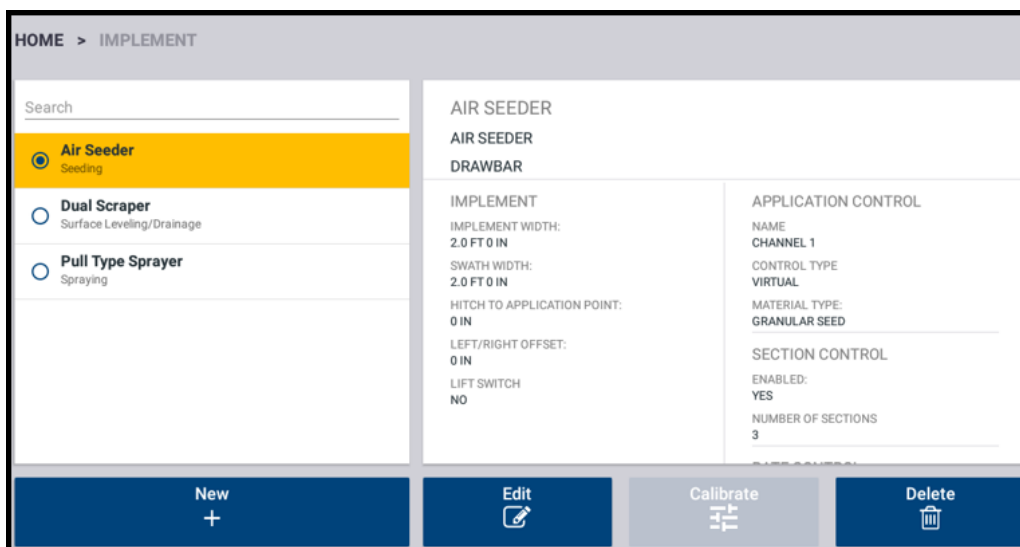 HOME > IMPLEMENT
Search
Air Seeder
Seeding
Dual Scraper
Surface Leveling/Drainage
Pull Type Sprayer
Spraying
AIR SEEDER
AIR SEEDER
DRAWBAR
IMPLEMENT
IMPLEMENT WIDTH:
2.0 FT 0 IN
SWATH WIDTH:
2.0 FT 0 IN
HITCH TO APPLICATION POINT:
0 IN
LEFT/RIGHT OFFSET:
0 IN
LIFT SWITCH
NO
APPLICATION CONTROL
NAME
CHANNEL 1
CONTROL TYPE
VIRTUAL
MATERIAL TYPE:
GRANULAR SEED
SECTION CONTROL
ENABLED:
YES
NUMBER OF SECTIONS
3
New
Edit
Calibrate
Delete